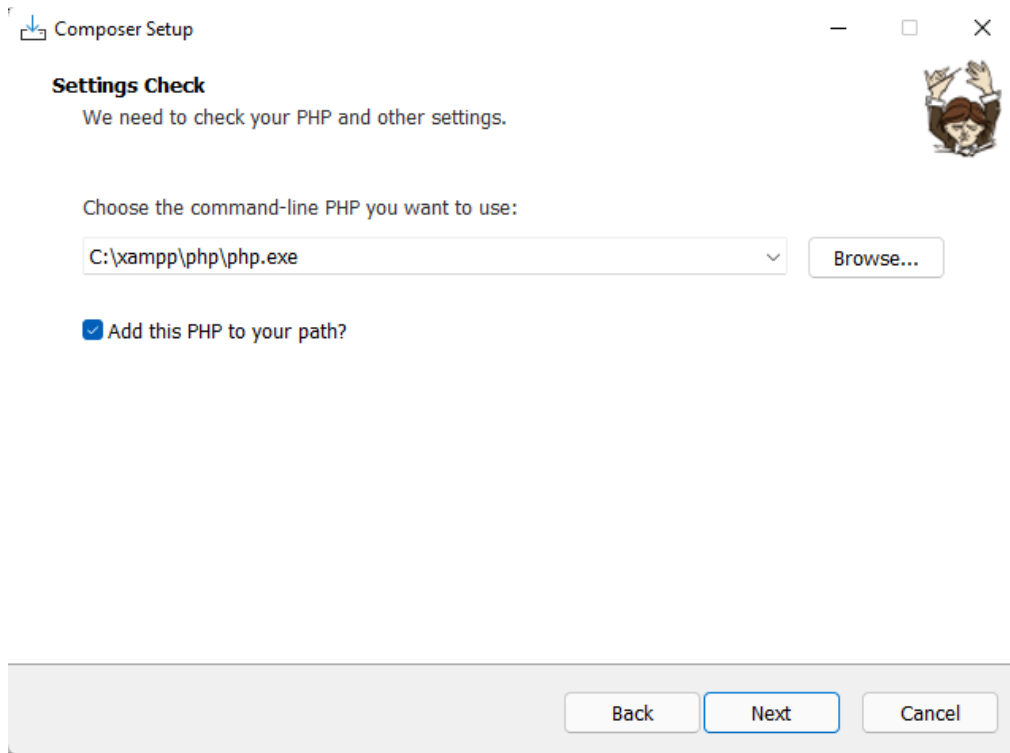 Composer Setup
Settings Check
We need to check your PHP and other settings.
Choose the command-line PHP you want to use:
C:\xampp\php\php.exe
Browse...
Add this PHP to your path?
Back
Next
Cancel